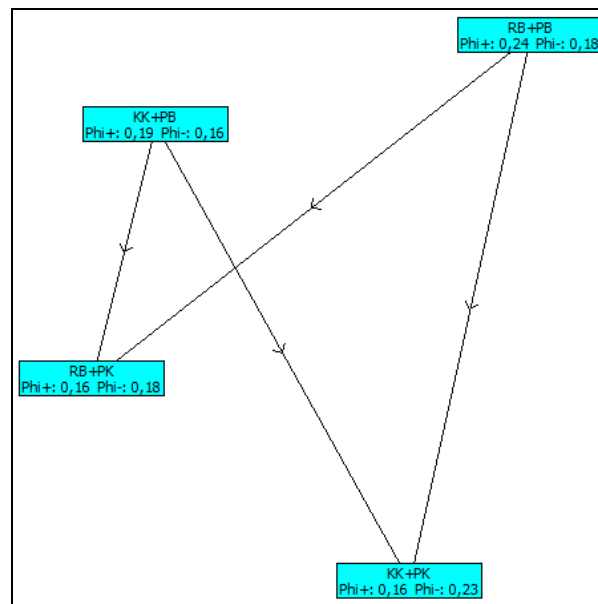 RB+PB
Phi+: 0,24 Phi-: 0,18
KK+PB
Phi+: 0,19 Phi-: 0,16
RB+PK
Phi+: 0,16 Phi-: 0,18
KK+PK
Phi+: 0,16 Phi-: 0,23